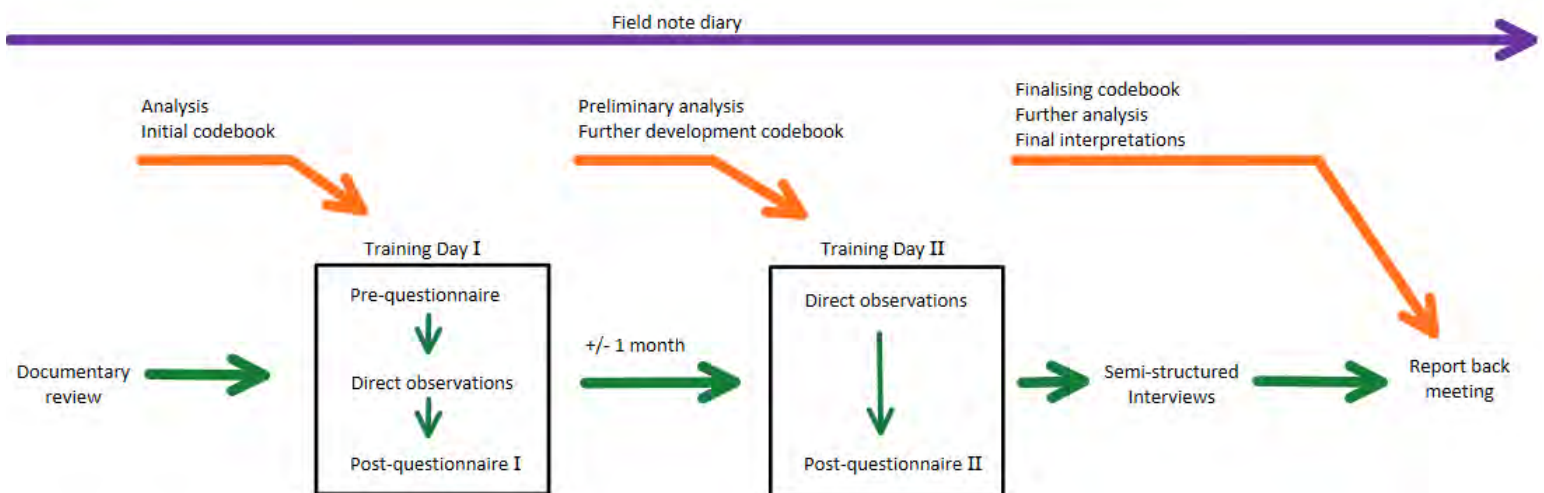 Field note diary
Analysis
Initial codebook
Preliminary analysis
Further development codebook
Finalising codebook
Further analysis
Final interpretations
Training Day I
Training Day II
Pre-questionnaire
Direct observations
Post-questionnaire I
Direct observations
Post-questionnaire II
Documentary
review
+/- 1 month
Semi-structured
Interviews
Report back
meeting